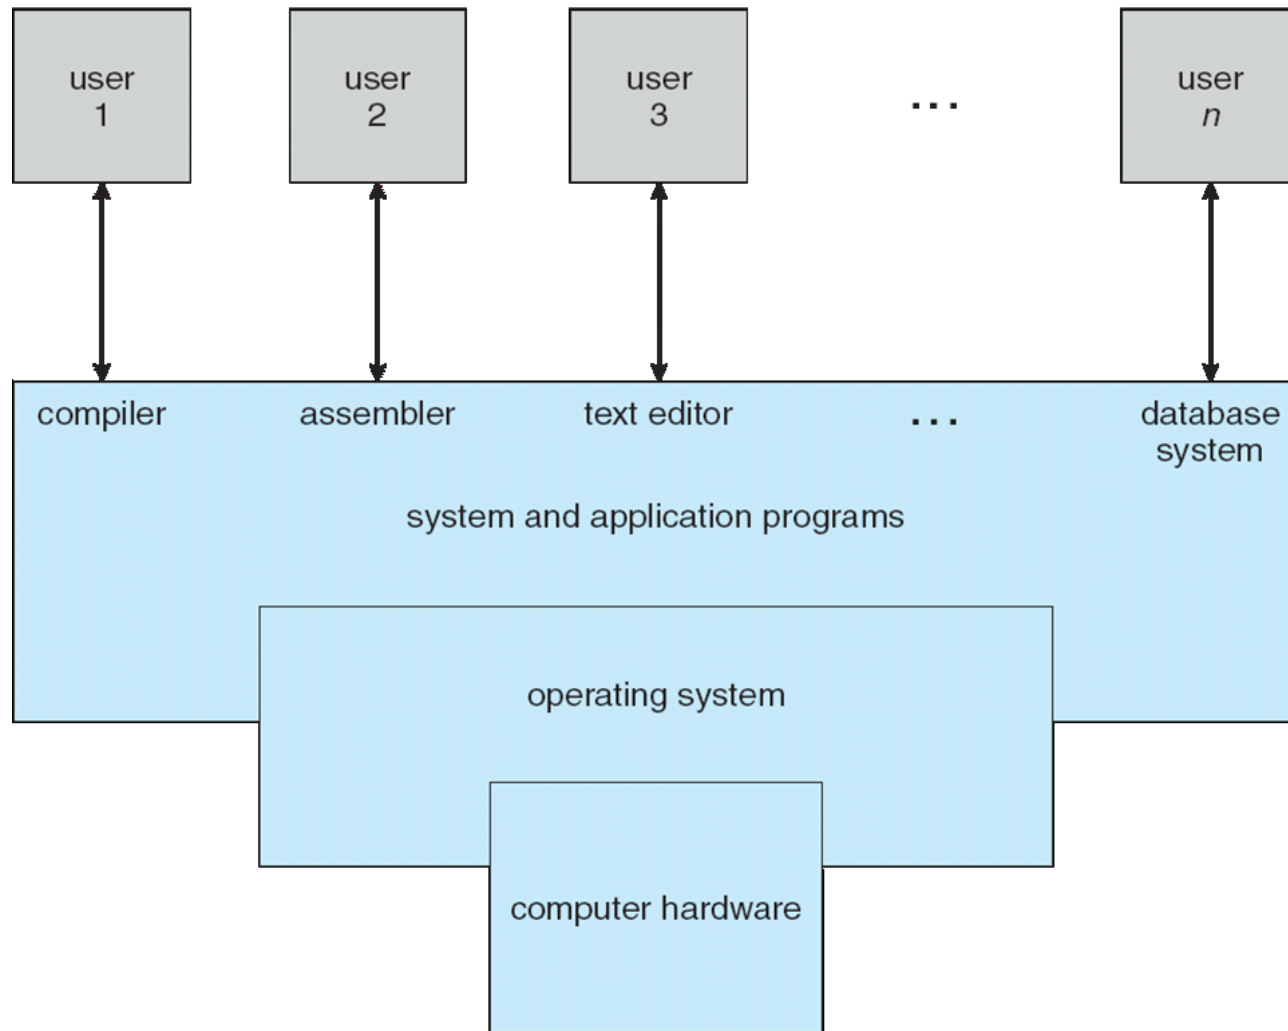 user
1
user
2
user
3
...
user
n
compiler
assembler
text editor
...
database
system
system and application programs
operating system
computer hardware